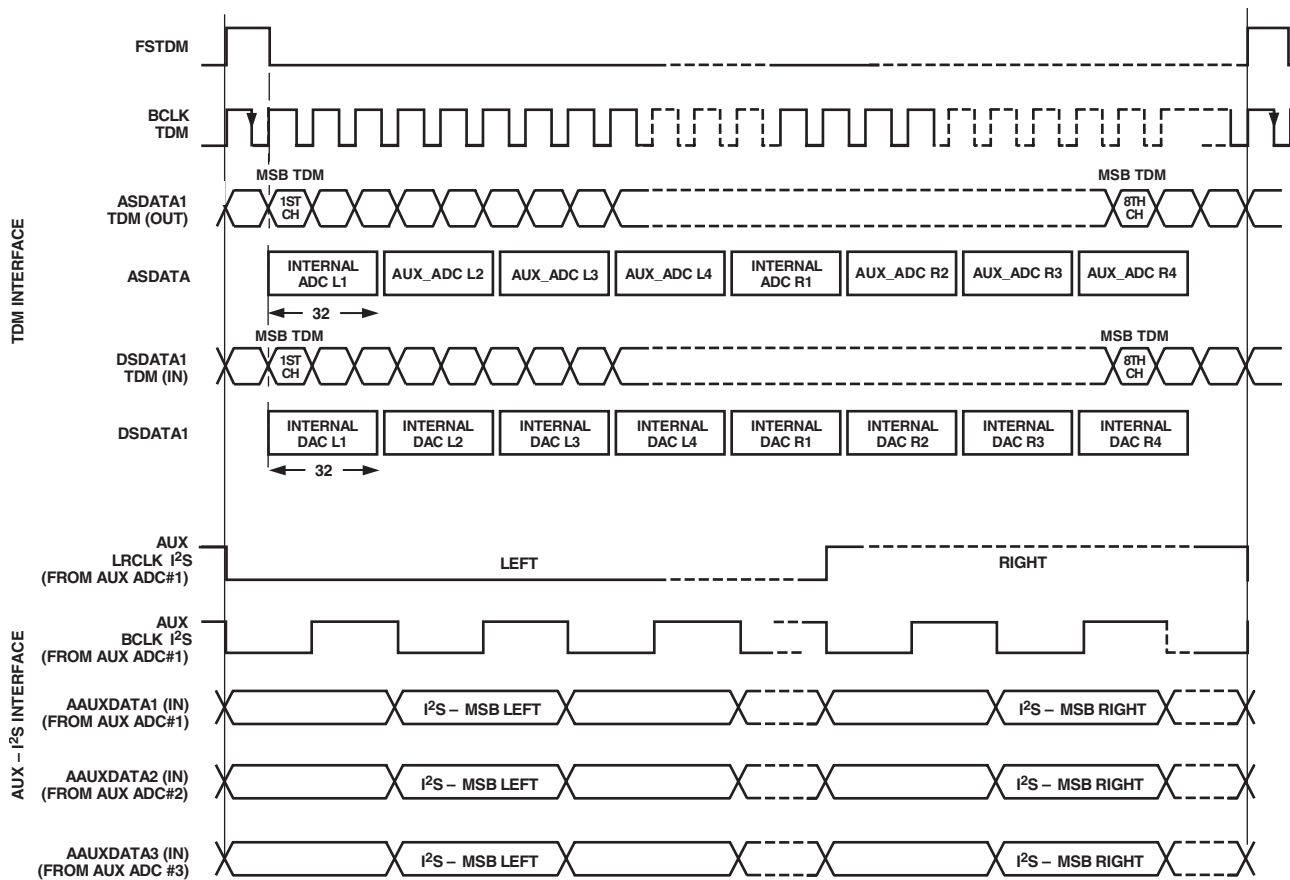 FSTDM
BCLK
TDM
MSB TDM
MSB TDM
ASDATA1
TDM (OUT)
1ST
CH
8TH
CH
ASDATA
INTERNAL
ADC L1
AUX_ADC L2
AUX_ADC L3
AUX_ADC L4
INTERNAL
ADC R1
AUX_ADC R2
AUX_ADC R3
AUX_ADC R4
32
TDM INTERFACE
MSB TDM
MSB TDM
DSDATA1
TDM (IN)
1ST
CH
8TH
CH
DSDATA1
INTERNAL
DAC L1
INTERNAL
DAC L2
INTERNAL
DAC L3
INTERNAL
DAC L4
INTERNAL
DAC R1
INTERNAL
DAC R2
INTERNAL
DAC R3
INTERNAL
DAC R4
32
AUX
LRCLK I²S
(FROM AUX ADC#1)
LEFT
RIGHT
AUX
BCLK I²S
(FROM AUX ADC#1)
AUX – I²S INTERFACE
AAUXDATA1 (IN)
(FROM AUX ADC#1)
I²S – MSB LEFT
I²S – MSB RIGHT
AAUXDATA2 (IN)
(FROM AUX ADC#2)
I²S – MSB LEFT
I²S – MSB RIGHT
AAUXDATA3 (IN)
(FROM AUX ADC #3)
I²S – MSB LEFT
I²S – MSB RIGHT